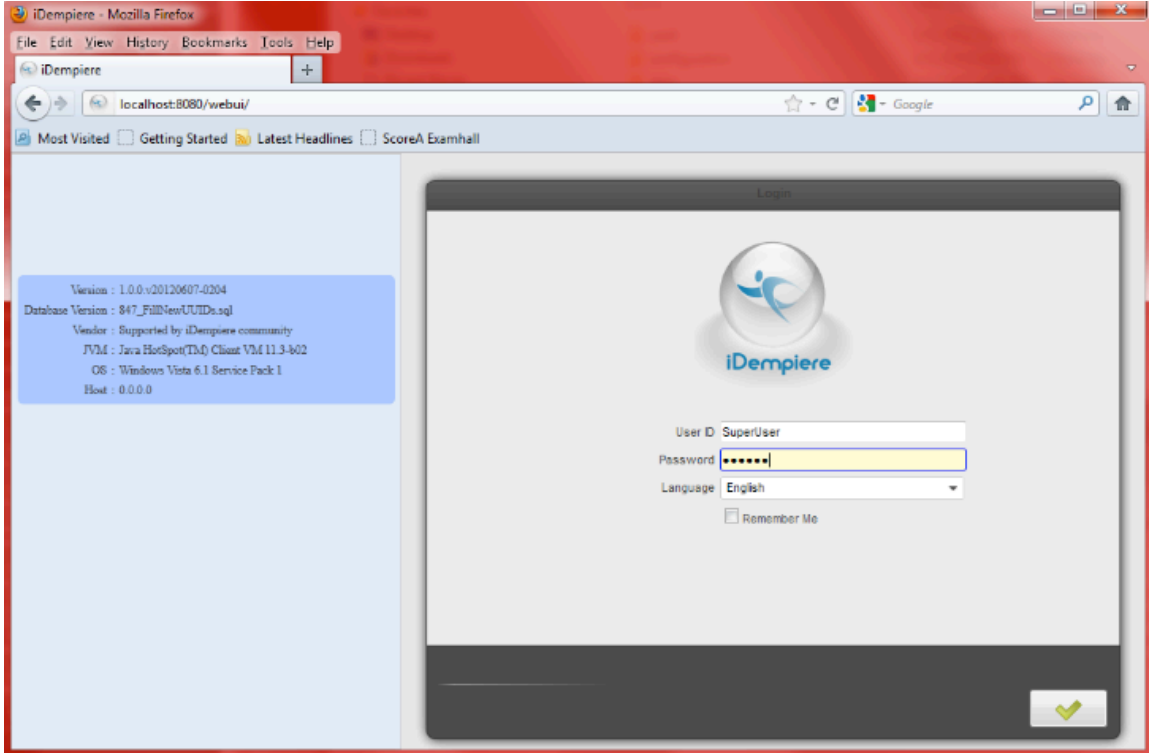 iDempiere - Mozilla Firefox
File Edit View History Bookmarks Tools Help
iDempiere
localhost:8080/webui/
Google
Most Visited Getting Started Latest Headlines ScoreA Examhall
Login
Version : 1.0.0.v20120607-0204
Database Version : 847_FillNewUUIDs.sql
Vendor : Supported by iDempiere community
JVM : Java HotSpot(TM) Client VM 11.3-b02
OS : Windows Vista 6.1 Service Pack 1
Host : 0.0.0.0
iDempiere
User ID SuperUser
Password ••••••
Language English
Remember Me